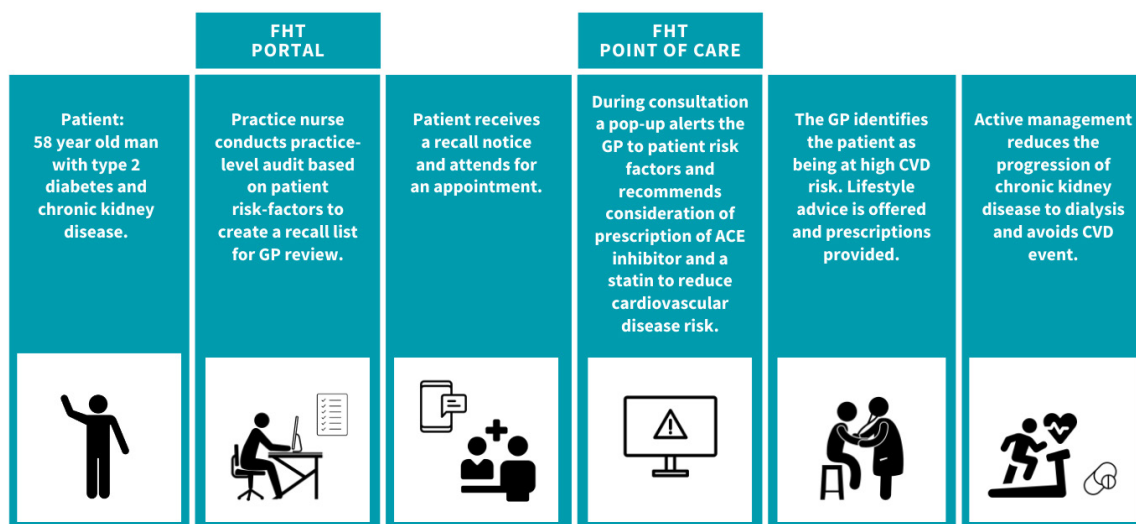 FHT
PORTAL
FHT
POINT OF CARE
Patient:
58 year old man
with type 2
diabetes and
chronic kidney
disease.
Practice nurse
conducts practice-
level audit based
on patient
risk-factors to
create a recall list
for GP review.
Patient receives
a recall notice
and attends for
an appointment.
During consultation
a pop-up alerts the
GP to patient risk
factors and
recommends
consideration of
prescription of ACE
inhibitor and a
statin to reduce
cardiovascular
disease risk.
The GP identifies
the patient as
being at high CVD
risk. Lifestyle
advice is offered
and prescriptions
provided.
Active management
reduces the
progression of
chronic kidney
disease to dialysis
and avoids CVD
event.